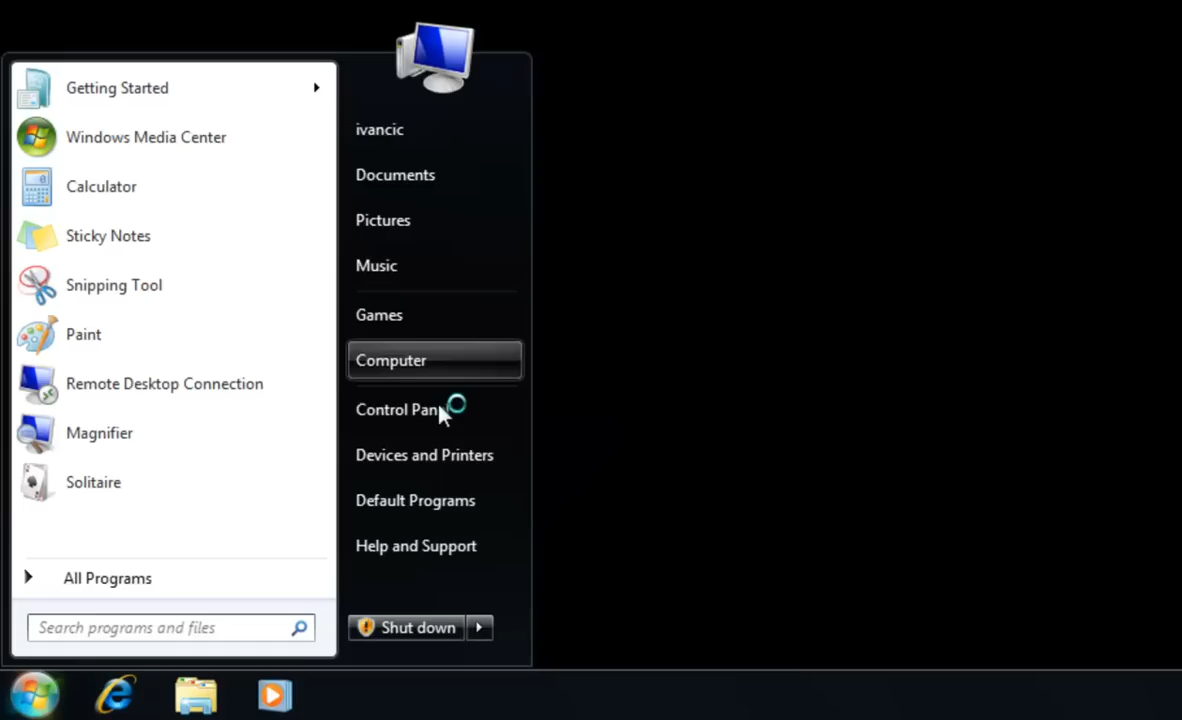 Getting Started
Windows Media Center
Calculator
Sticky Notes
Snipping Tool
Paint
Remote Desktop Connection
Magnifier
Solitaire
All Programs
Search programs and files
ivancic
Documents
Pictures
Music
Games
Computer
Control Pan
Devices and Printers
Default Programs
Help and Support
Shut down